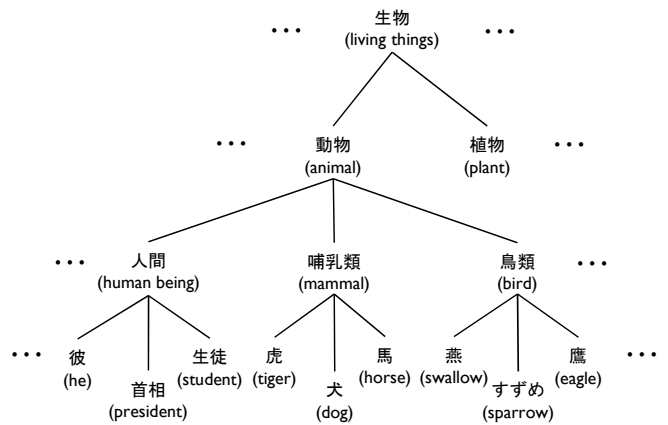 生物
(living things)
動物
(animal)
植物
(plant)
人間
(human being)
哺乳類
(mammal)
鳥類
(bird)
彼
(he)
首相
(president)
生徒
(student)
虎
(tiger)
犬
(dog)
馬
(horse)
燕
(swallow)
すずめ
(sparrow)
鷹
(eagle)